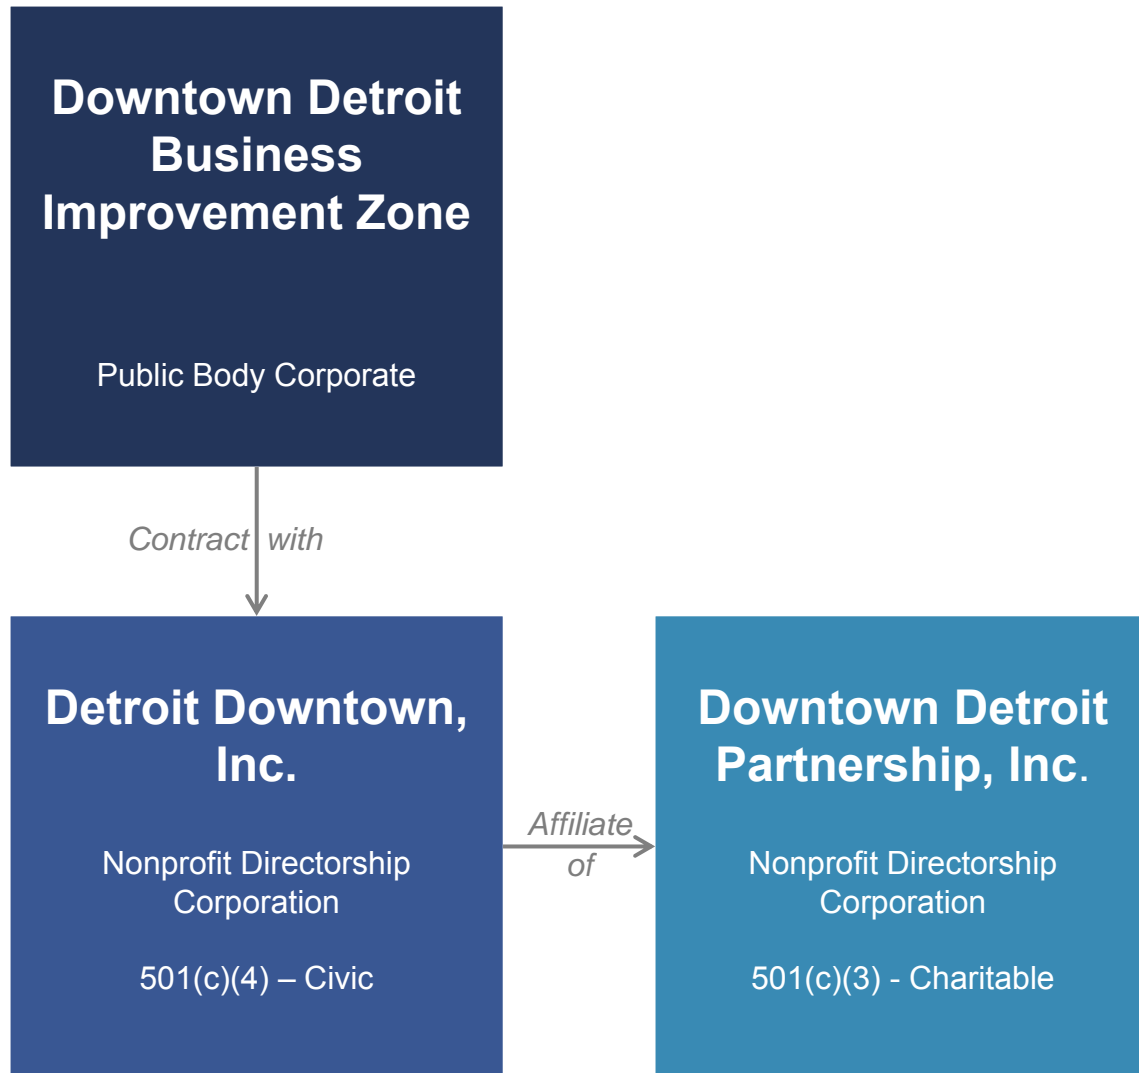 Downtown Detroit
Business
Improvement Zone
Public Body Corporate
Contract with
Detroit Downtown,
Inc.
Nonprofit Directorship
Corporation
501(c)(4) – Civic
Affiliate
of
Downtown Detroit
Partnership, Inc.
Nonprofit Directorship
Corporation
501(c)(3) - Charitable